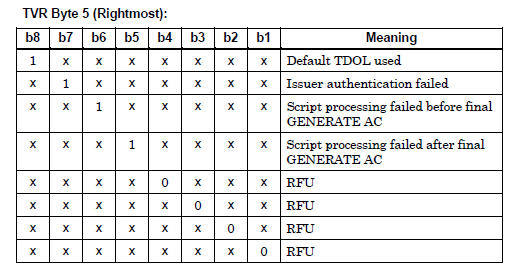 TVR Byte 5 (Rightmost):
b8 b7 b6 b5 b4 b3 b2 b1 Meaning
1 x x x x x x x Default TDOL used
x 1 x x x x x x Issuer authentication failed
x x 1 x x x x x Script processing failed before final
GENERATE AC
x x x 1 x x x x Script processing failed after final
GENERATE AC
x x x x 0 x x x RFU
x x x x x 0 x x RFU
x x x x x x 0 x RFU
x x x x x x x 0 RFU